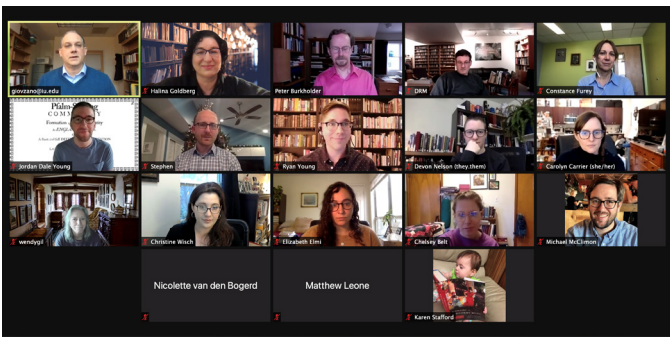 giovzano@iu.edu
Halina Goldberg
Peter Burkholder
DRM
Constance Furey
COMMUNITY
Jordan Dale Young
Stephen
Ryan Young
Devon Nelson (they.them)
Carolyn Carrier (she/her)
wendygil
Christine Wisch
Elizabeth Elmi
Chelsey Belt
Michael McClimon
Nicolette van den Bogerd
Matthew Leone
Karen Stafford